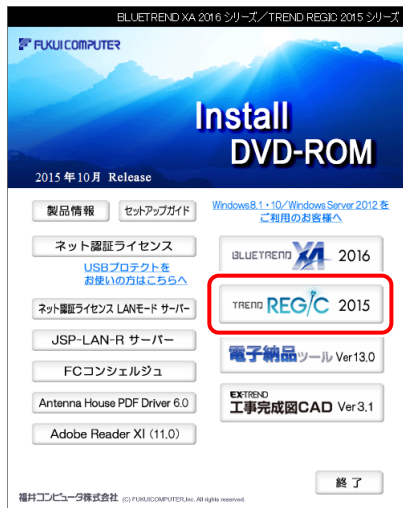 BLUETREND XA 2016 シリーズ／TREND REGIC 2015 シリーズ
FUKUI COMPUTER
Install
DVD-ROM
2015年10月 Release
製品情報
セットアップガイド
Windows8.1・10／Windows Server 2012 を
ご利用のお客様へ
ネット認証ライセンス
USBプロテクトを
お使いの方はこちらへ
ネット認証ライセンス LANモード サーバー
JSP-LAN-R サーバー
FCコンシェルジュ
Antenna House PDF Driver 6.0
Adobe Reader XI (11.0)
BLUETREND XA 2016
TREND REGIC 2015
電子納品ツール Ver13.0
EX-TREND
工事完成図CAD Ver3.1
終了
福井コンピュータ株式会社 (C) FUKUI COMPUTER, Inc. All rights reserved.